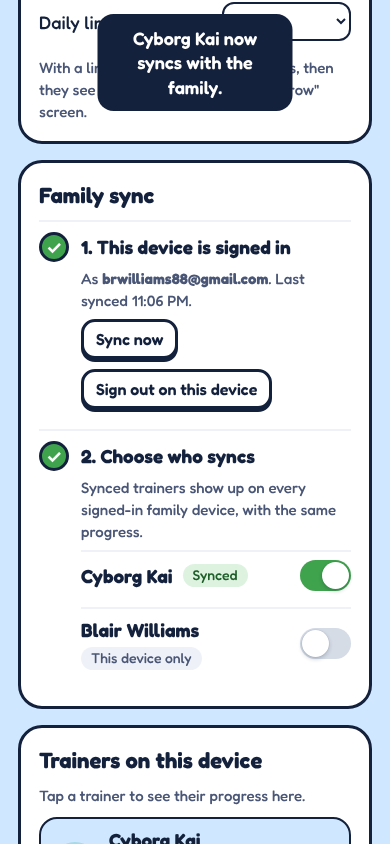 Daily
Cyborg Kai now
syncs with the
family.
With a
s, then
they see
row"
screen.
Family sync
1. This device is signed in
As brwilliams88@gmail.com. Last
synced 11:06 PM.
Sync now
Sign out on this device
2. Choose who syncs
Synced trainers show up on every
signed-in family device, with the same
progress.
Cyborg Kai Synced
Blair Williams
This device only
Trainers on this device
Tap a trainer to see their progress here.
Cyborg Kai